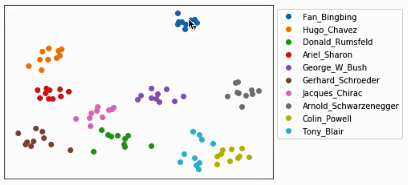 Fan_Bingbing
Hugo_Chavez
Donald_Rumsfeld
Ariel_Sharon
George_W_Bush
Gerhard_Schroeder
Jacques_Chirac
Arnold_Schwarzenegger
Colin_Powell
Tony_Blair